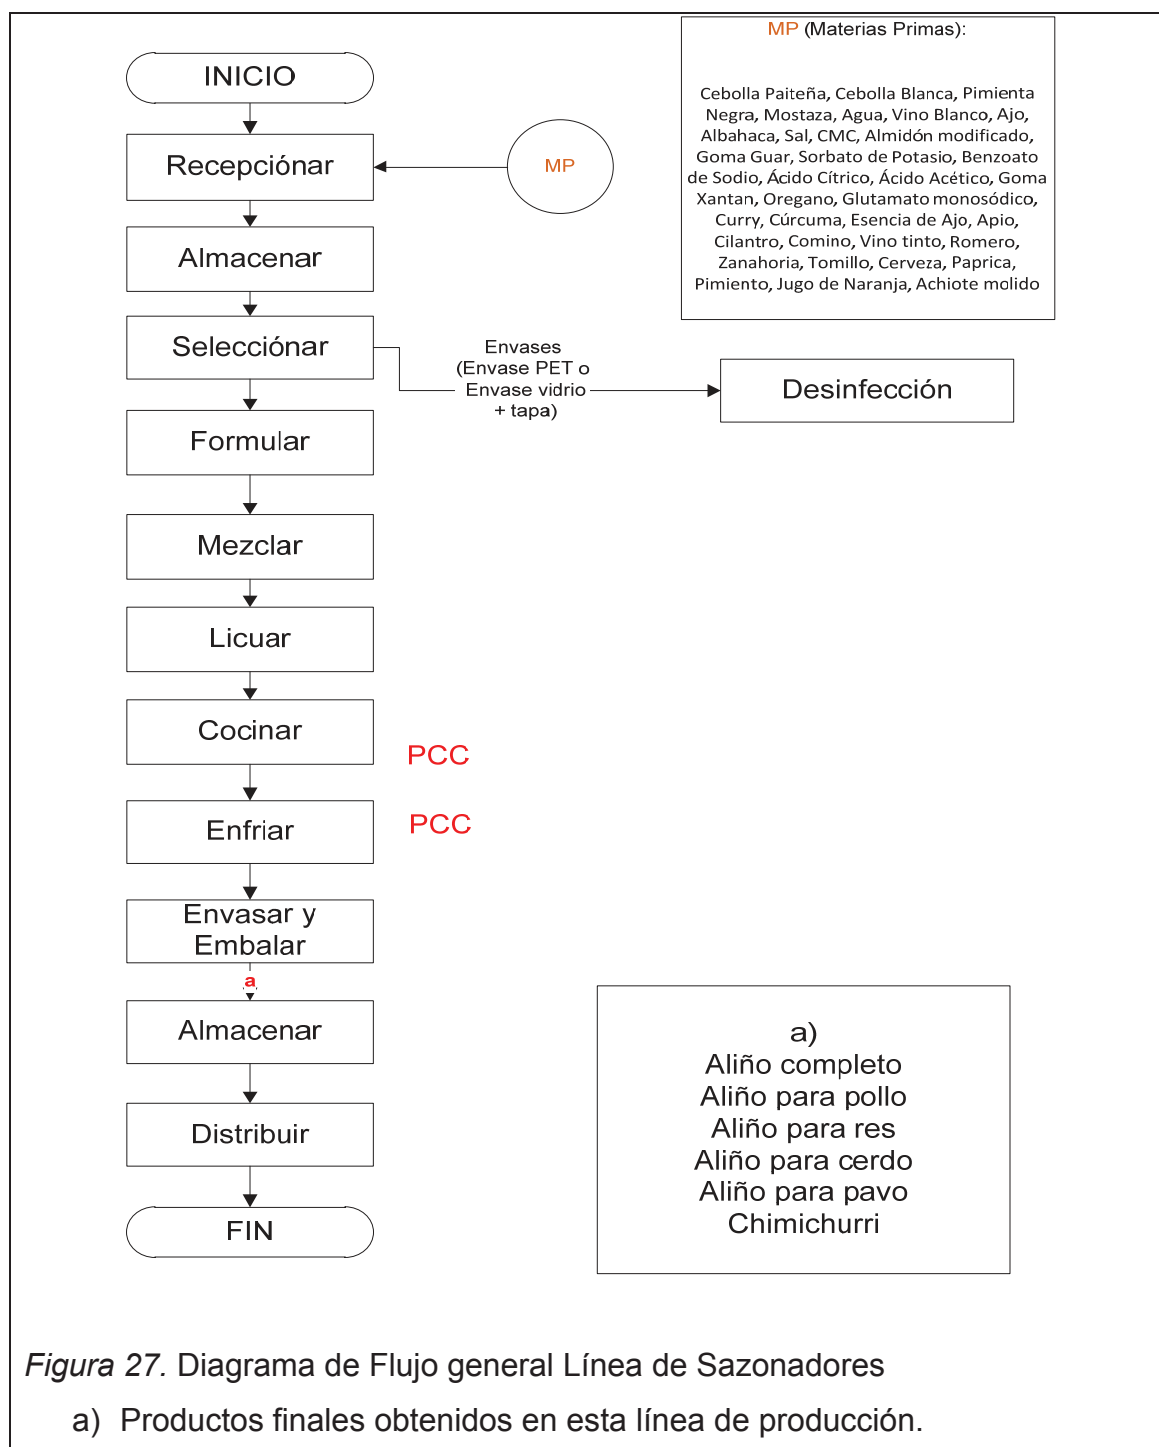 MP (Materias Primas):
Cebolla Paiteña, Cebolla Blanca, Pimienta
Negra, Mostaza, Agua, Vino Blanco, Ajo,
Albahaca, Sal, CMC, Almidón modificado,
Goma Guar, Sorbato de Potasio, Benzoato
de Sodio, Ácido Cítrico, Ácido Acético, Goma
Xantan, Oregano, Glutamato monosódico,
Curry, Cúrcuma, Esencia de Ajo, Apio,
Cilantro, Comino, Vino tinto, Romero,
Zanahoria, Tomillo, Cerveza, Paprica,
Pimiento, Jugo de Naranja, Achiote molido
INICIO
Recepciónar
MP
Almacenar
Selecciónar
Envases
(Envase PET o
Envase vidrio
+ tapa)
Desinfección
Formular
Mezclar
Licuar
Cocinar
PCC
Enfriar
PCC
Envasar y
Embalar
a
Almacenar
Distribuir
FIN
a)
Aliño completo
Aliño para pollo
Aliño para res
Aliño para cerdo
Aliño para pavo
Chimichurri
Figura 27. Diagrama de Flujo general Línea de Sazonadores
a) Productos finales obtenidos en esta línea de producción.